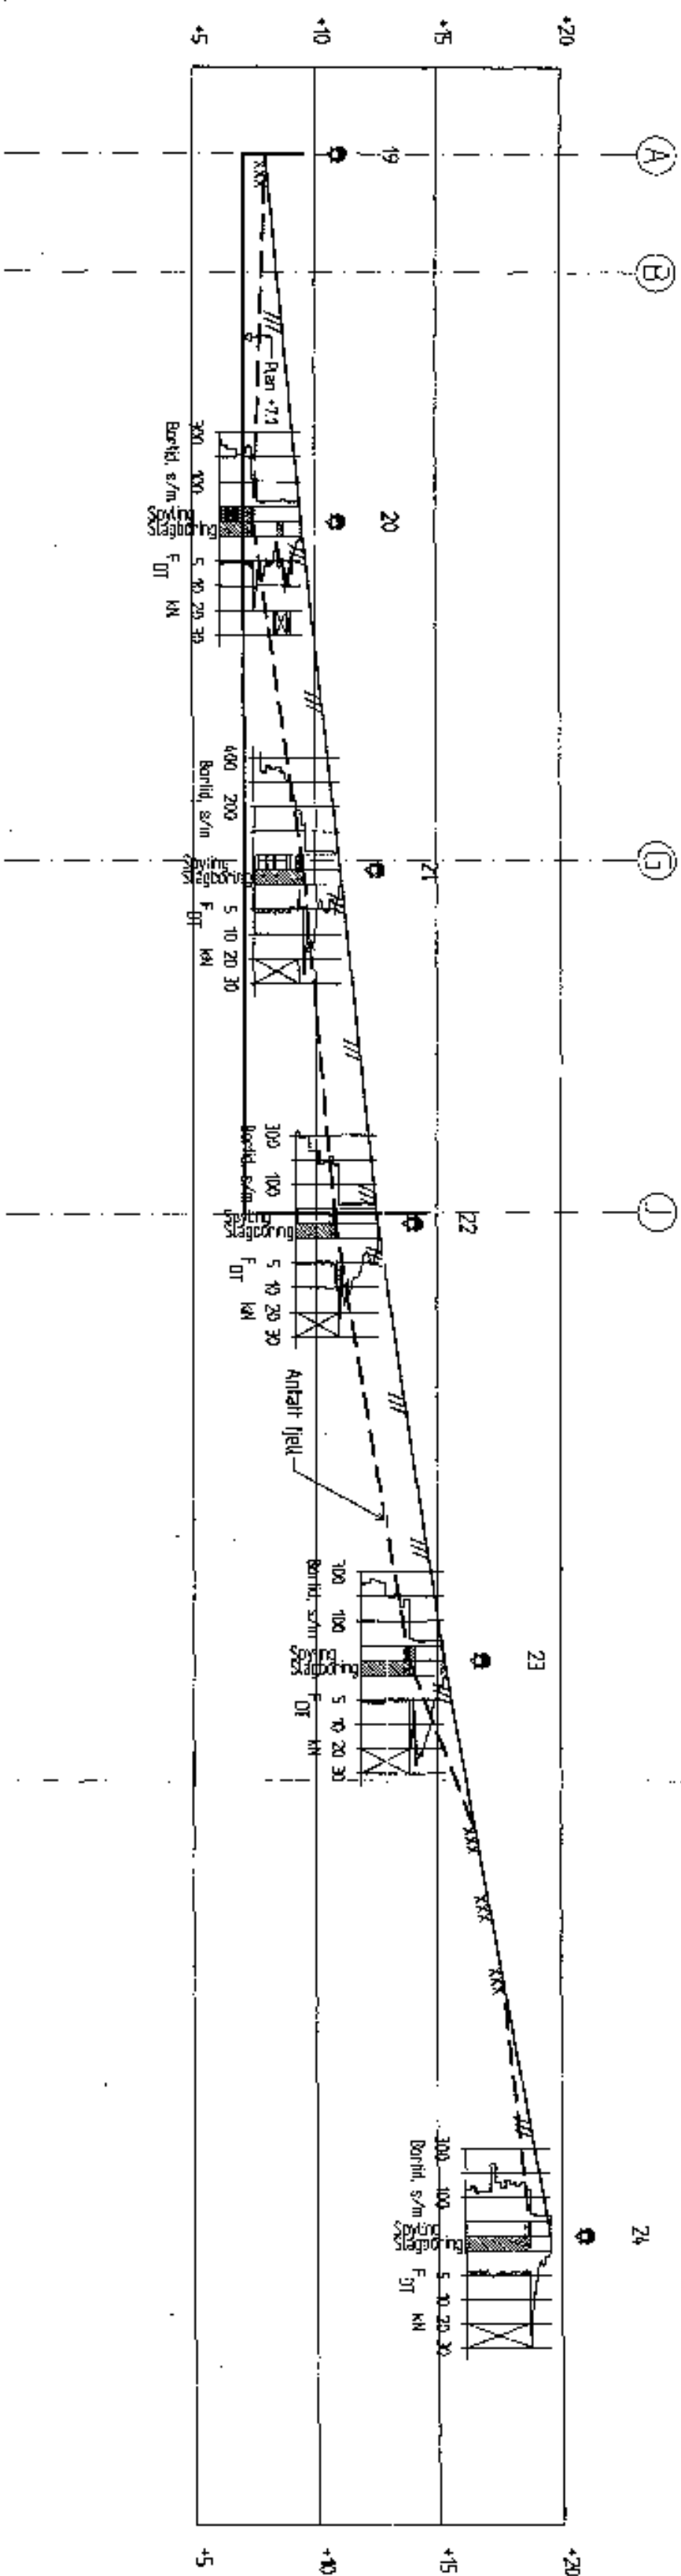 +20
+15
+10
+5
A
B
G
J
19
20
21
22
23
24
Plan +7.0
300
100
Bortid, s/m
Spyling
Slagboring
5
10
20
30
F DT kN
400
200
Bortid, s/m
Spyling
Slagboring
5
10
20
30
F DT kN
300
100
Bortid, s/m
Spyling
Slagboring
5
10
20
30
F DT kN
Antatt fjell
300
100
Bortid, s/m
Spyling
Slagboring
5
10
20
30
F DT kN
300
100
Bortid, s/m
Spyling
Slagboring
5
10
20
30
F DT kN
+20
+15
+10
+5